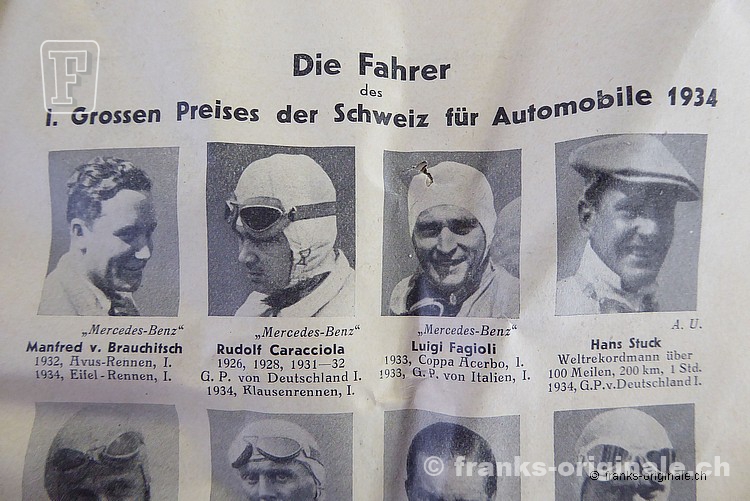 F
Die Fahrer
des
i. Grossen Preises der Schweiz für Automobile 1934
„Mercedes-Benz“
Manfred v. Brauchitsch
1932, Avus-Rennen, I.
1934, Eifel-Rennen, I.
„Mercedes-Benz“
Rudolf Caracciola
1926, 1928, 1931—32
G. P. von Deutschland I.
1934, Klausenrennen, I.
„Mercedes-Benz“
Luigi Fagioli
1933, Coppa Acerbo, I.
1933, G. P. von Italien, I.
A. U.
Hans Stuck
Weltrekordmann über
100 Meilen, 200 km, 1 Std.
1934, G.P.v.Deutschland I.
© franks-originale.ch
© franks-originale.ch